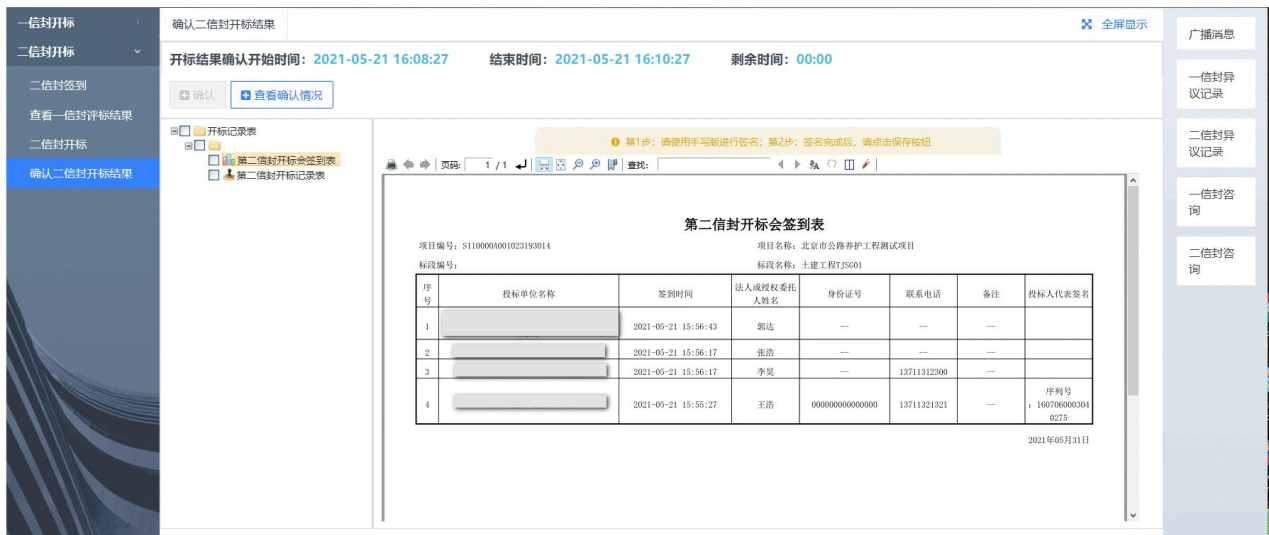 一信封开标
二信封开标
二信封签到
查看一信封评标结果
二信封开标
确认二信封开标结果
确认二信封开标结果
全屏显示
开标结果确认开始时间：2021-05-21 16:08:27 结束时间：2021-05-21 16:10:27 剩余时间：00:00
确认 查看确认情况
开标记录表
第二信封开标会签到表
第二信封开标记录表
第1步：请使用手写版进行签名；第2步：签名完成后，请点击保存按钮
页码: 1 / 1 查找:
第二信封开标会签到表
项目编号：S110000A001023193014 项目名称：北京市公路养护工程测试项目
标段编号： 标段名称：土建工程TJSG01
序号 投标单位名称 签到时间 法人或授权委托人姓名 身份证号 联系电话 备注 投标人代表签名
1 2021-05-21 15:56:43 郭达 -- -- --
2 2021-05-21 15:56:17 张浩 -- -- --
3 2021-05-21 15:56:17 李昊 -- 13711312300 --
4 2021-05-21 15:55:27 王浩 000000000000000 13711321321 -- 序列号：1607060003040275
2021年05月31日
广播消息
一信封异议记录
二信封异议记录
一信封咨询
二信封咨询